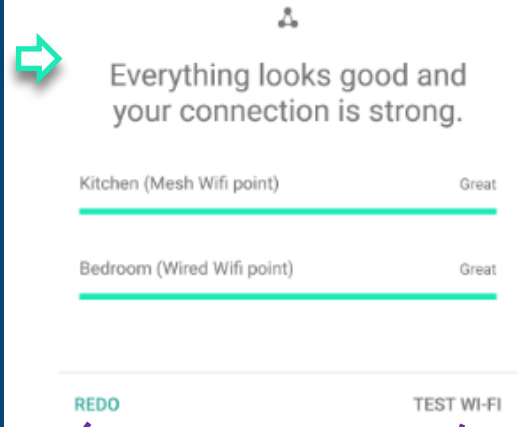 Everything looks good and
your connection is strong.
Kitchen (Mesh Wifi point) Great
Bedroom (Wired Wifi point) Great
REDO TEST WI-FI